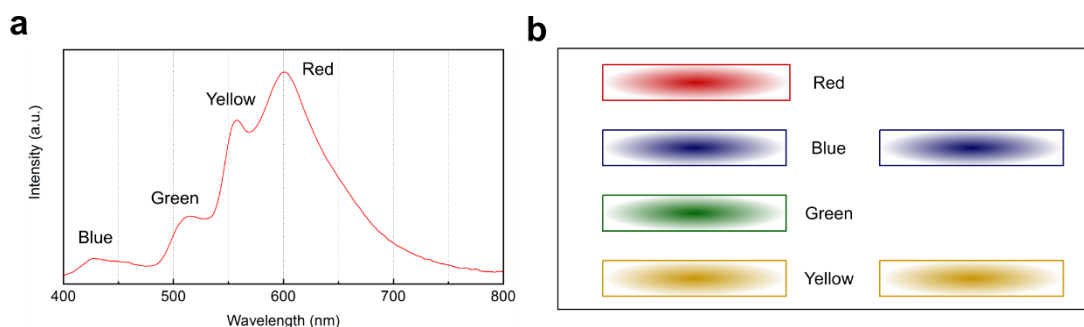 a
Intensity (a.u.)
Blue
Green
Yellow
Red
400
500
600
700
800
Wavelength (nm)
b
Red
Blue
Green
Yellow